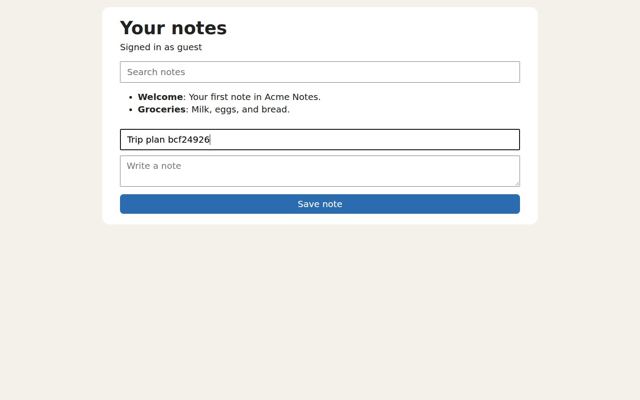 Your notes
Signed in as guest
Search notes
Welcome: Your first note in Acme Notes.
Groceries: Milk, eggs, and bread.
Trip plan bcf24926
Write a note
Save note